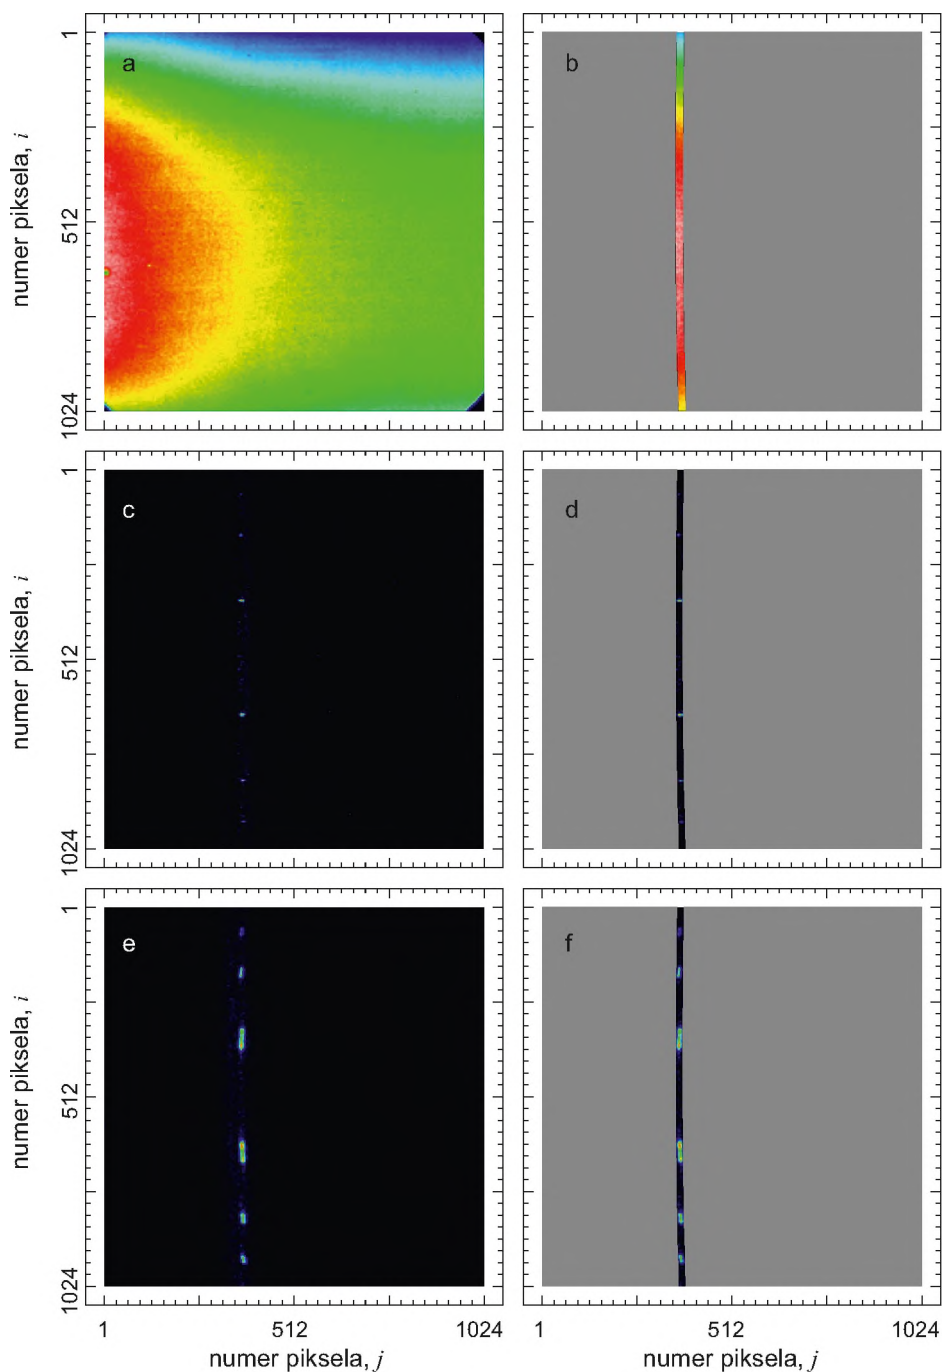 a
b
1
512
1024
numer piksela, i
c
d
1
512
1024
numer piksela, i
e
f
1
512
1024
numer piksela, i
1 512 1024
1 512 1024
numer piksela, j
numer piksela, j